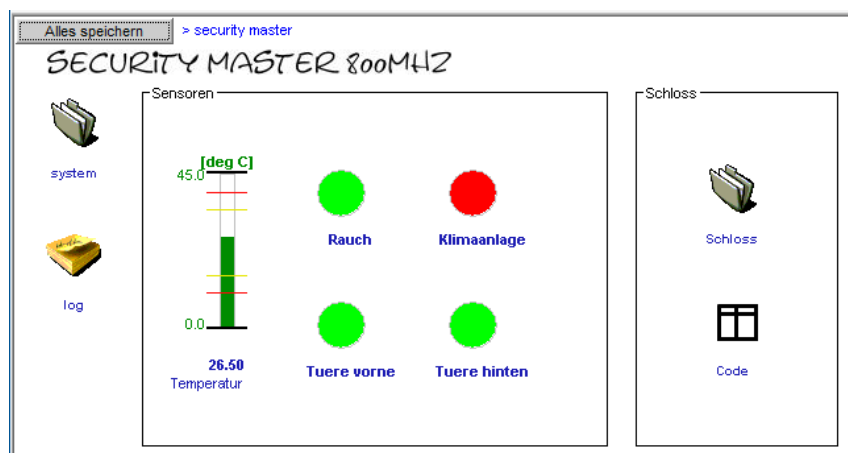 Alles speichern > security master
SECURITY MASTER 800MHZ
Sensoren
Schloss
system
log
[deg C]
45.0
0.0
26.50
Temperatur
Rauch
Klimaanlage
Tuere vorne
Tuere hinten
Schloss
Code